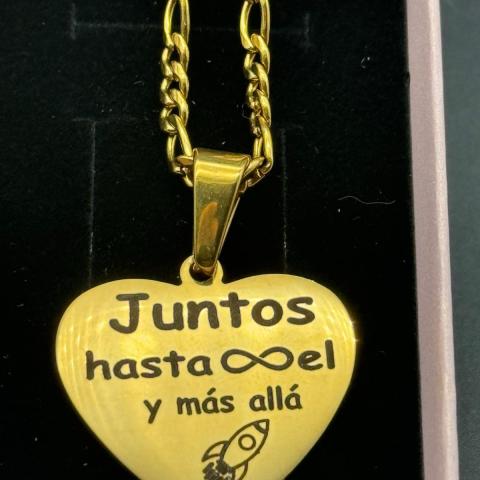 Juntos
hasta ∞ el
y más allá